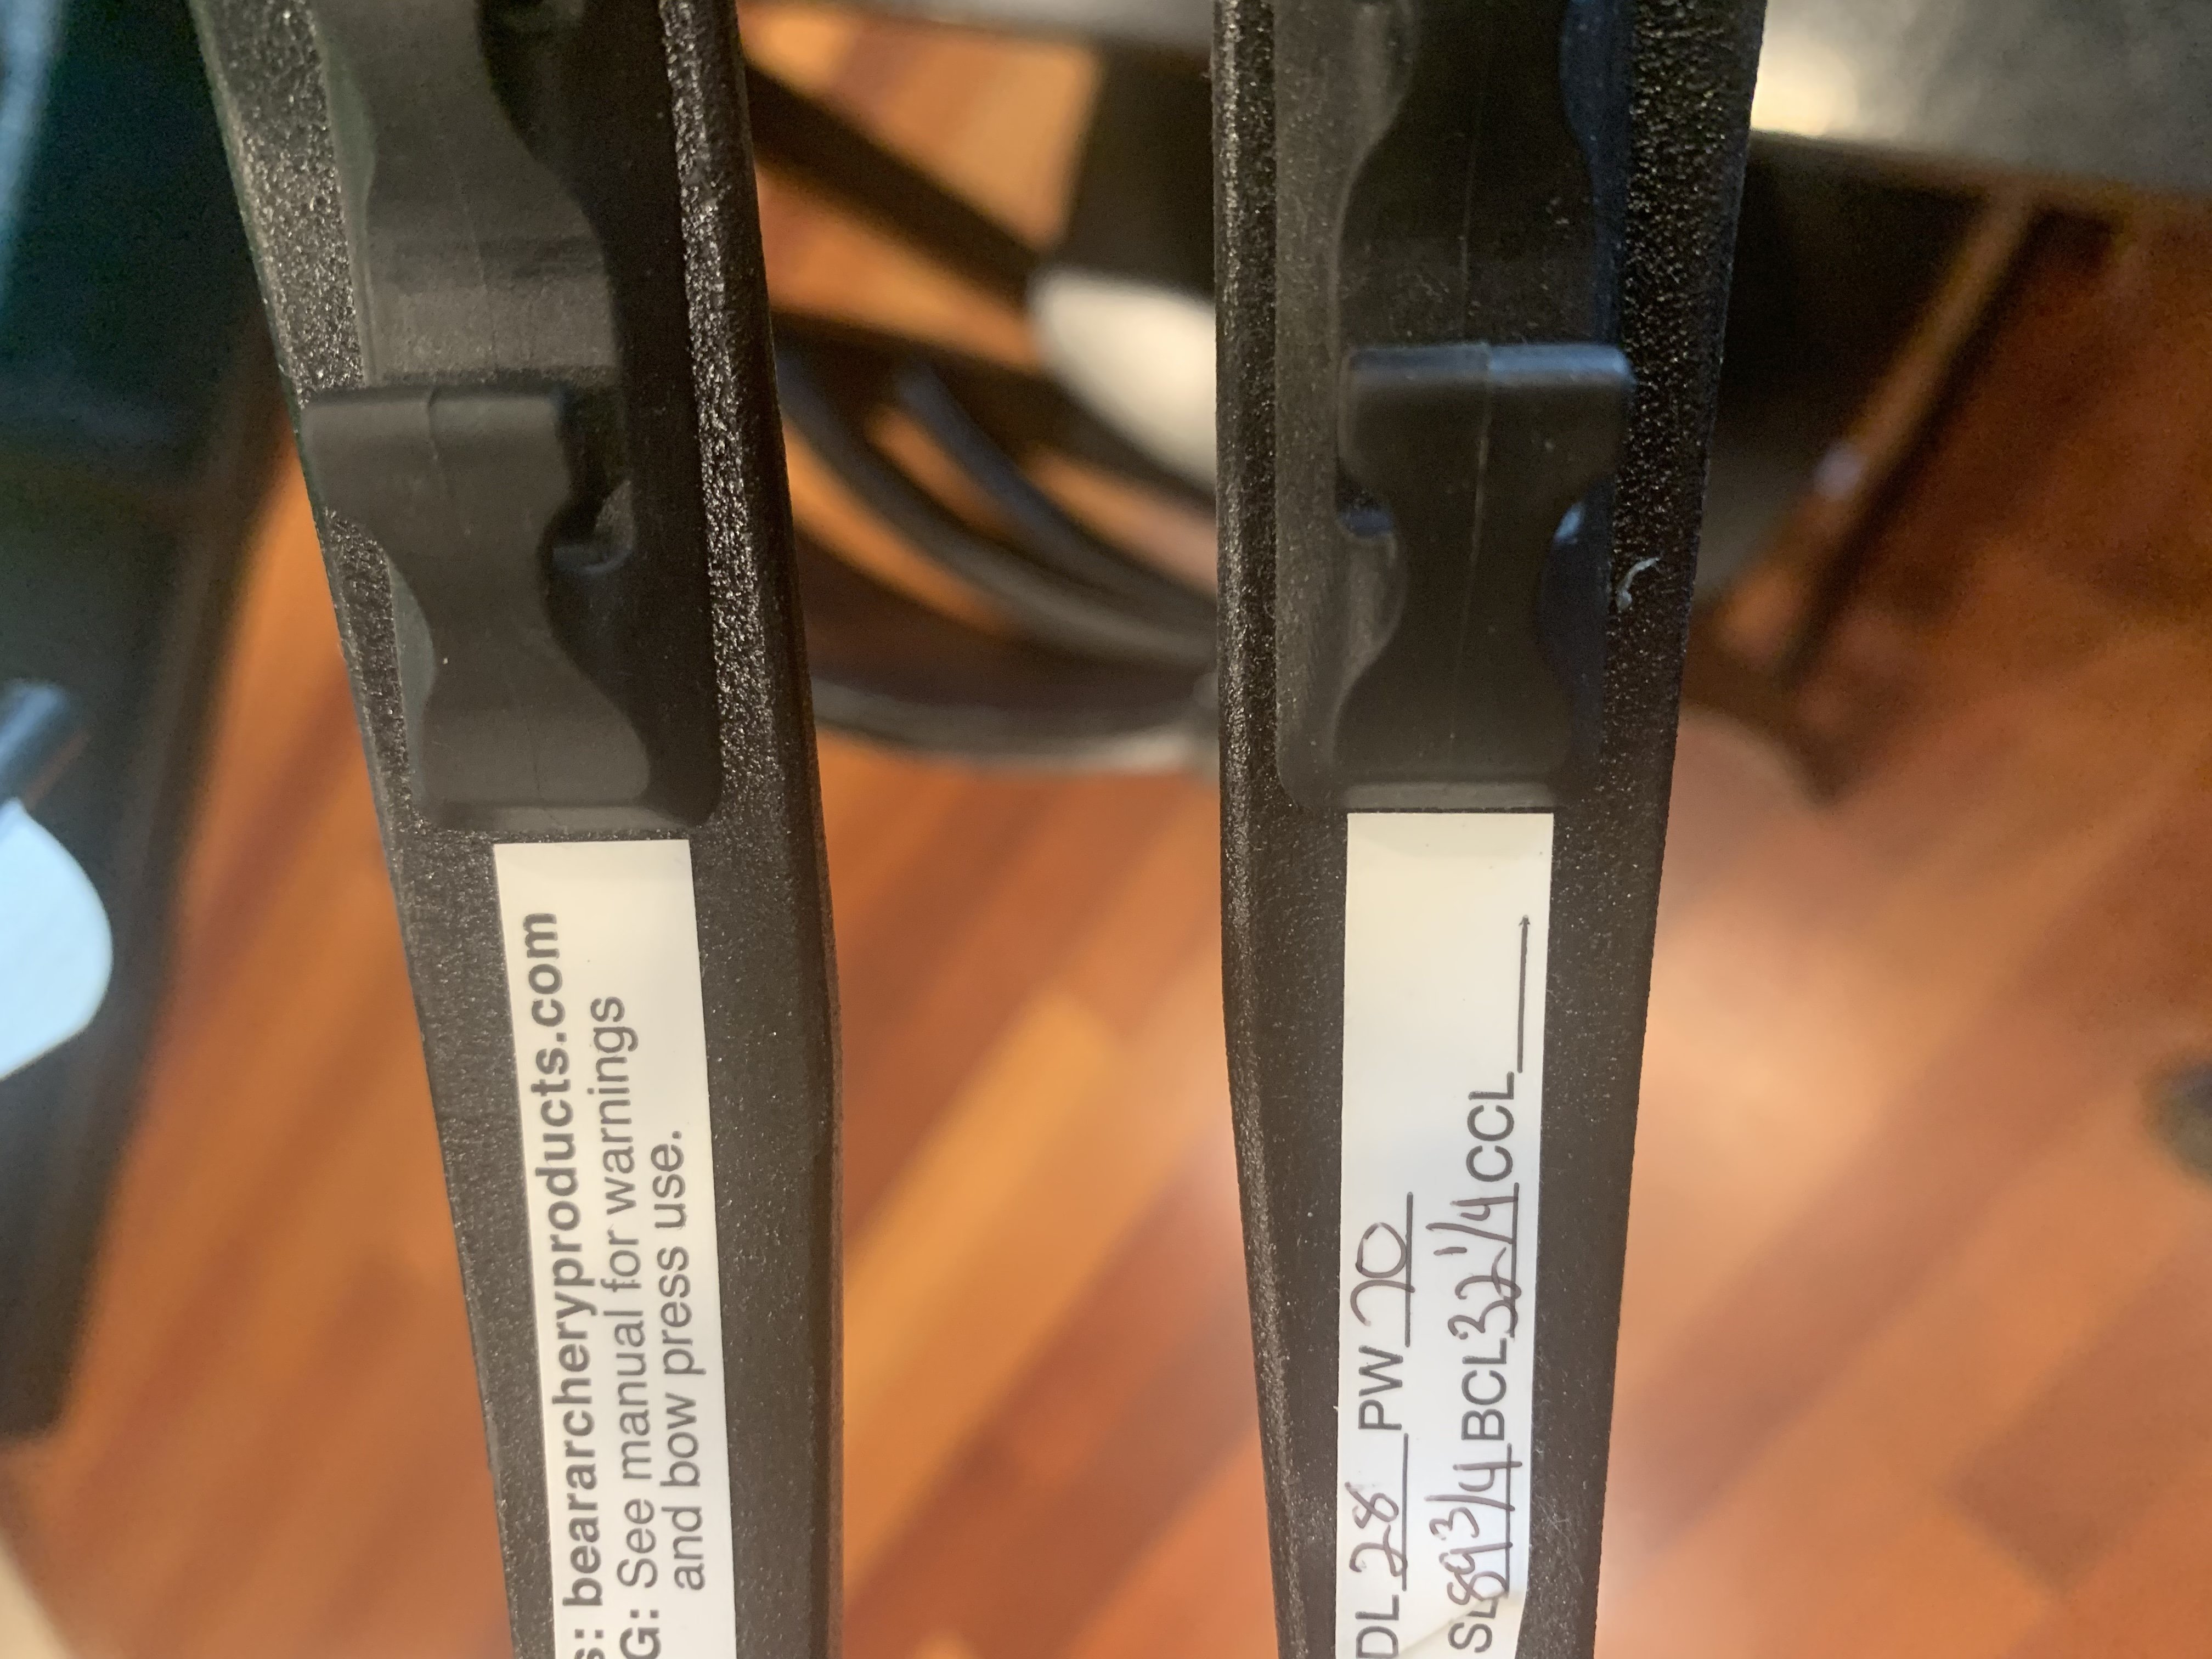 s: beararcheryproducts.com
G: See manual for warnings
and bow press use.
DL 28 PW 70
SL 89 3/4 BCL 32 1/4 CCL